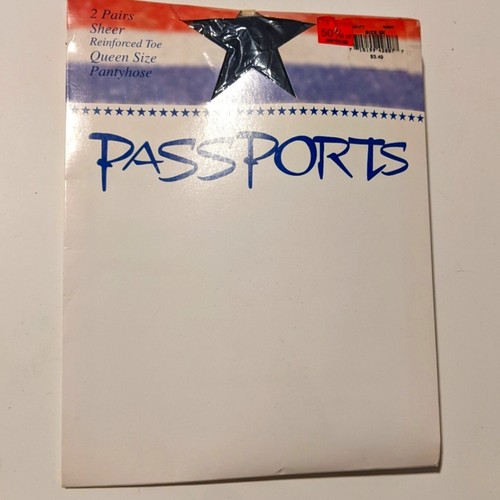 2 Pairs
Sheer
Reinforced Toe
Queen Size
Pantyhose
50%
$3.49
PASSPORTS